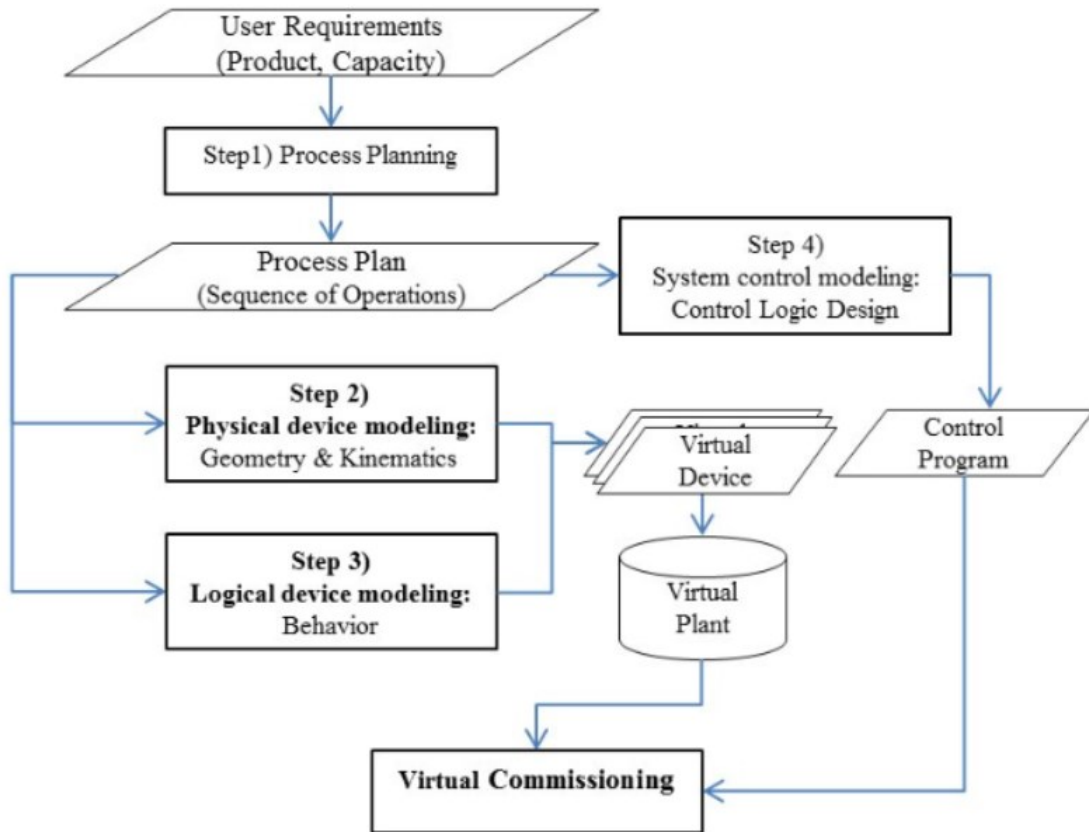 User Requirements
(Product, Capacity)
Step1) Process Planning
Process Plan
(Sequence of Operations)
Step 4)
System control modeling:
Control Logic Design
Step 2)
Physical device modeling:
Geometry & Kinematics
Virtual
Device
Control
Program
Step 3)
Logical device modeling:
Behavior
Virtual
Plant
Virtual Commissioning